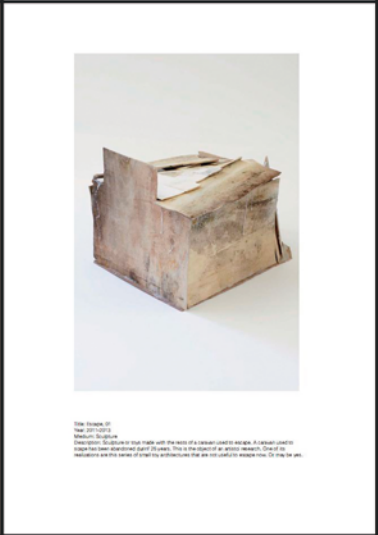 Title: Escape, 01
Year: 2011-2013
Medium: Sculpture
Description: Sculpture or toys made with the rests of a caravan used to escape. A caravan used to
scape has been abandoned 25 years. This is the object of an artistic research. One of its
realizations are this series of small toy architectures that are not useful to escape now. Or may be yes.